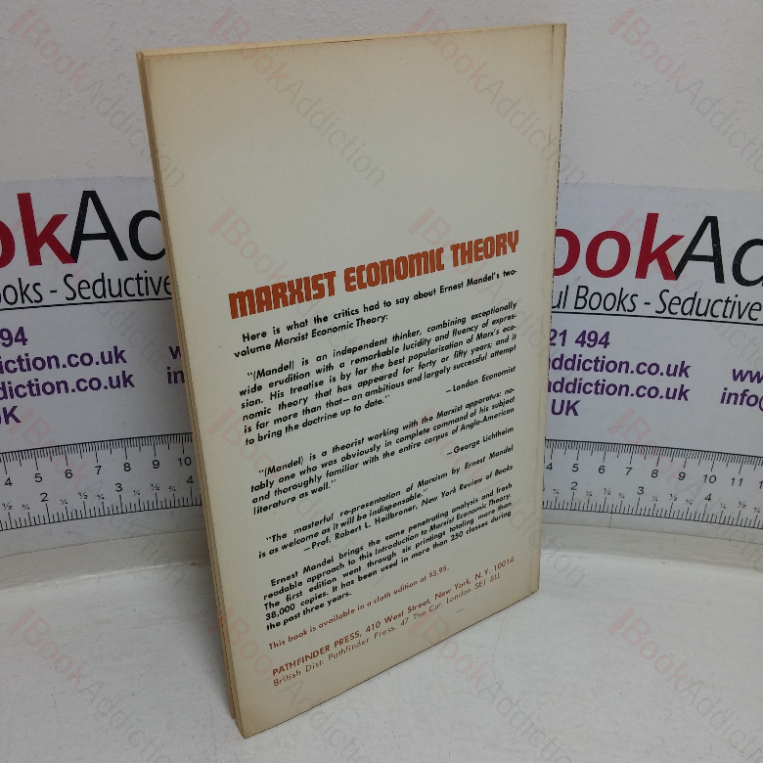 MARXIST ECONOMIC THEORY
Here is what the critics had to say about Ernest Mandel's two-
volume Marxist Economic Theory:
"(Mandel) is an independent thinker, combining exceptionally
wide erudition with a remarkable lucidity and fluency of expres-
sion. His treatise is by far the best popularization of Marx's eco-
nomic theory that has appeared for forty or fifty years; and it
is far more than that—an ambitious and largely successful attempt
to bring the doctrine up to date."
—London Economist
"(Mandel) is a theorist working with the Marxist apparatus: no-
tably one who was obviously in complete command of his subject
and thoroughly familiar with the entire corpus of Anglo-American
literature as well."
—George Lichtheim
"The masterful re-presentation of Marxism by Ernest Mandel
is as welcome as it will be indispensable."
—Prof. Robert L. Heilbroner, New York Review of Books
Ernest Mandel brings the same penetrating analysis and fresh
readable approach to this Introduction to Marxist Economic Theory.
The first edition went through six printings totaling more than
38,000 copies. It has been used in more than 250 classes during
the past three years.
This book is available in a cloth edition at $3.95.
PATHFINDER PRESS, 410 West Street, New York, N.Y. 10014
British Dist: Pathfinder Press, 47 The Cut, London SE1 8LL
ookAd
ooks - Seductive
94
diction.co.uk
diction.co.uk
UK
ookAd
ul Books - Seductive
21 494
addiction.co.uk
addiction.co.uk
UK
ww
info
BookAddiction